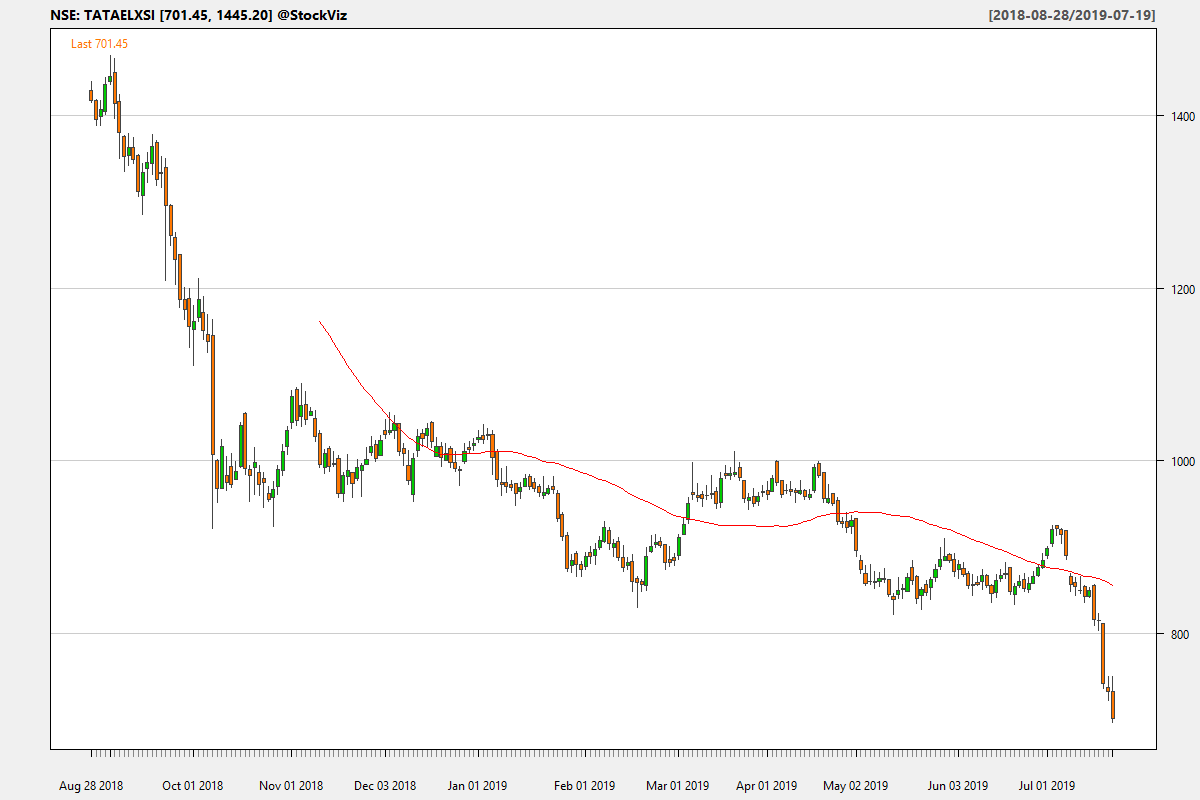 NSE: TATAELXSI [701.45, 1445.20] @StockViz [2018-08-28/2019-07-19]
Last 701.45
1400
1200
1000
800
Aug 28 2018 Oct 01 2018 Nov 01 2018 Dec 03 2018 Jan 01 2019 Feb 01 2019 Mar 01 2019 Apr 01 2019 May 02 2019 Jun 03 2019 Jul 01 2019